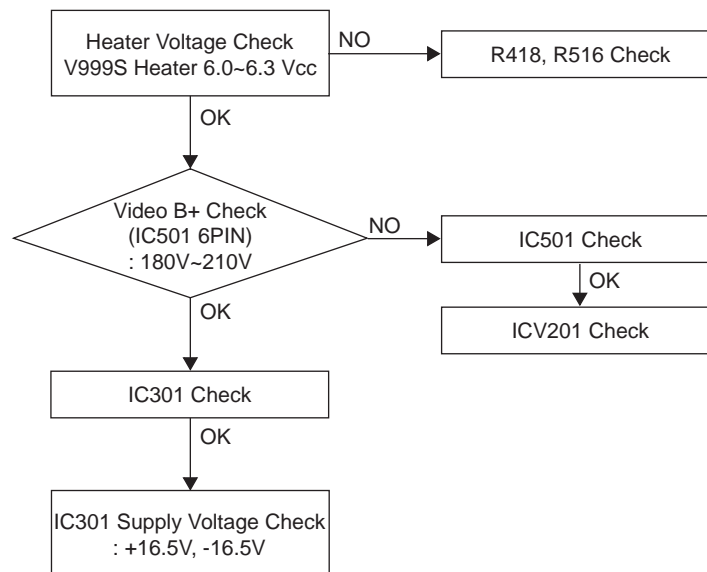 Heater Voltage Check
V999S Heater 6.0~6.3 Vcc
NO
R418, R516 Check
OK
Video B+ Check
(IC501 6PIN)
: 180V~210V
NO
IC501 Check
OK
ICV201 Check
OK
IC301 Check
OK
IC301 Supply Voltage Check
: +16.5V, -16.5V